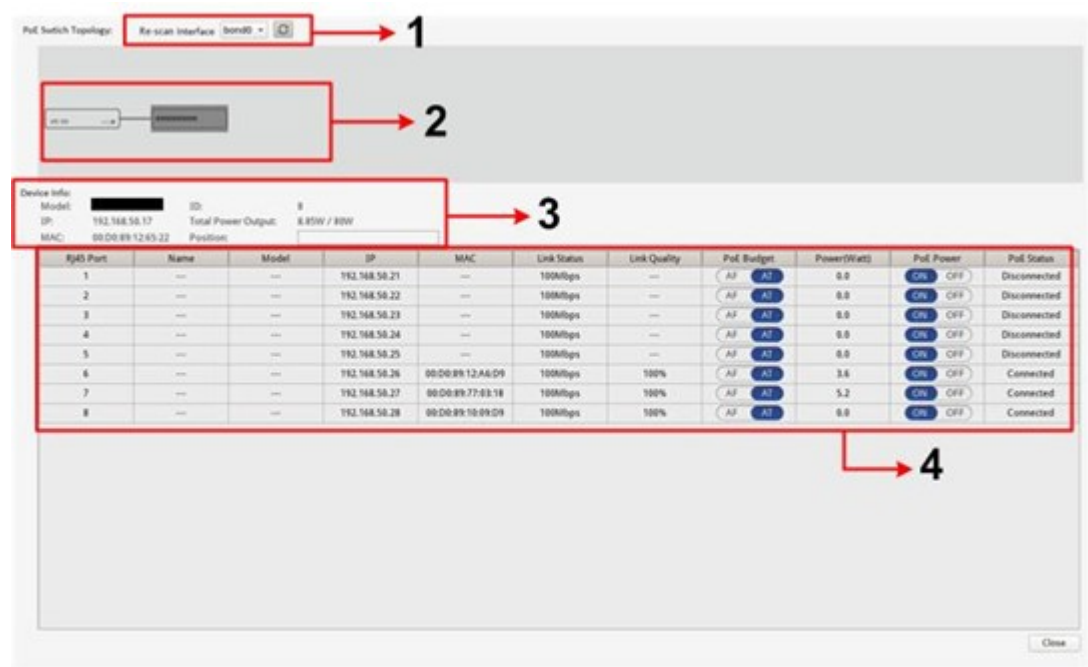 PoE Swtich Topology: Re-scan Interface bond0 1
2
Device Info:
Model: ID: 8
IP: 192.168.50.17 Total Power Output: 8.85W / 80W
MAC: 00:D0:89:12:65:22 Position:
3
RJ45 Port Name Model IP MAC Link Status Link Quality PoE Budget Power(Watt) PoE Power PoE Status
1 --- --- 192.168.50.21 --- 100Mbps --- AF AT 0.0 ON OFF Disconnected
2 --- --- 192.168.50.22 --- 100Mbps --- AF AT 0.0 ON OFF Disconnected
3 --- --- 192.168.50.23 --- 100Mbps --- AF AT 0.0 ON OFF Disconnected
4 --- --- 192.168.50.24 --- 100Mbps --- AF AT 0.0 ON OFF Disconnected
5 --- --- 192.168.50.25 --- 100Mbps --- AF AT 0.0 ON OFF Disconnected
6 --- --- 192.168.50.26 00:D0:89:12:A6:D9 100Mbps 100% AF AT 3.6 ON OFF Connected
7 --- --- 192.168.50.27 00:D0:89:77:03:18 100Mbps 100% AF AT 5.2 ON OFF Connected
8 --- --- 192.168.50.28 00:D0:89:10:09:D9 100Mbps 100% AF AT 0.0 ON OFF Connected
4
Close